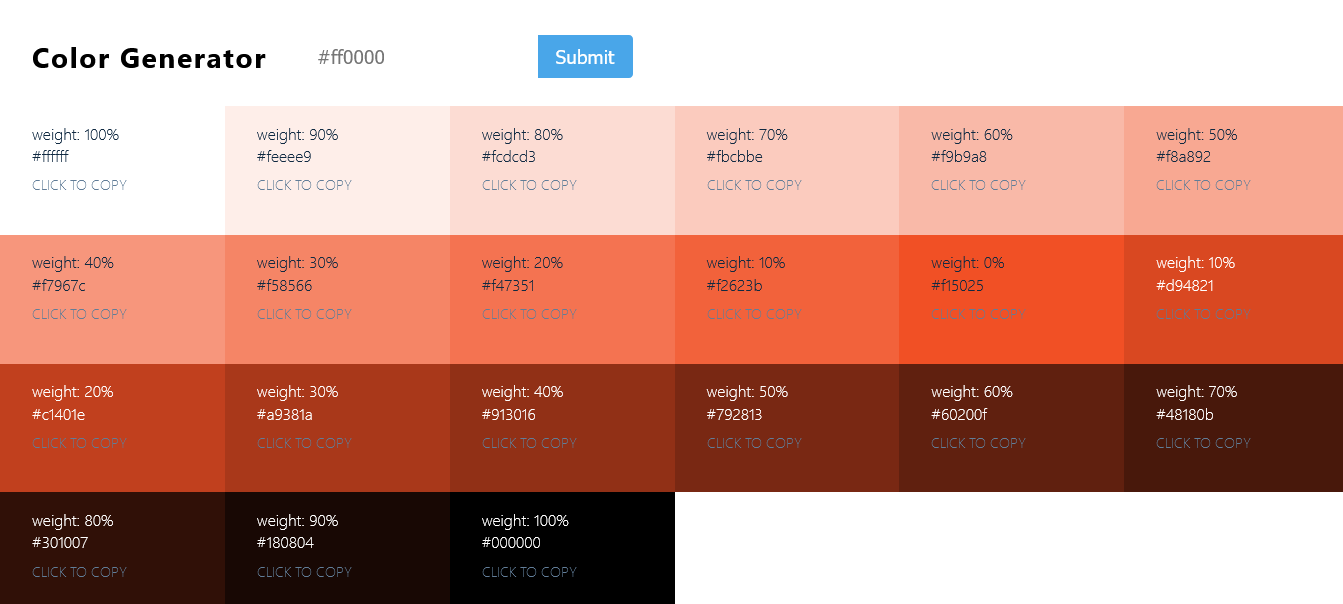 Color Generator
#ff0000
Submit
weight: 100%
#ffffff
CLICK TO COPY
weight: 90%
#feeee9
CLICK TO COPY
weight: 80%
#fcdcd3
CLICK TO COPY
weight: 70%
#fbcbbe
CLICK TO COPY
weight: 60%
#f9b9a8
CLICK TO COPY
weight: 50%
#f8a892
CLICK TO COPY
weight: 40%
#f7967c
CLICK TO COPY
weight: 30%
#f58566
CLICK TO COPY
weight: 20%
#f47351
CLICK TO COPY
weight: 10%
#f2623b
CLICK TO COPY
weight: 0%
#f15025
CLICK TO COPY
weight: 10%
#d94821
CLICK TO COPY
weight: 20%
#c1401e
CLICK TO COPY
weight: 30%
#a9381a
CLICK TO COPY
weight: 40%
#913016
CLICK TO COPY
weight: 50%
#792813
CLICK TO COPY
weight: 60%
#60200f
CLICK TO COPY
weight: 70%
#48180b
CLICK TO COPY
weight: 80%
#301007
CLICK TO COPY
weight: 90%
#180804
CLICK TO COPY
weight: 100%
#000000
CLICK TO COPY